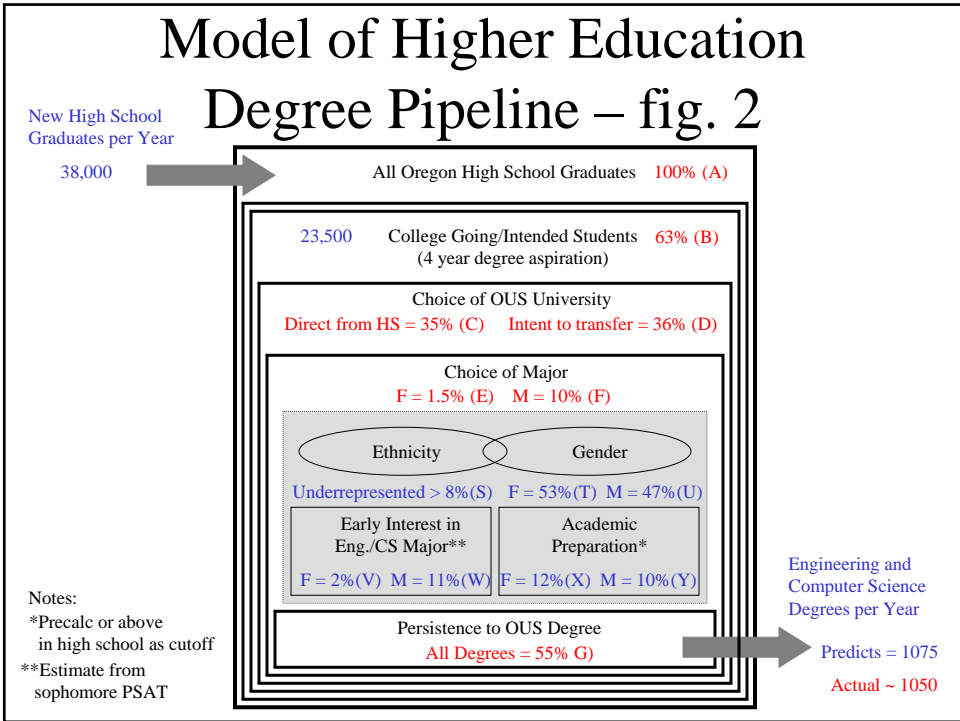 Model of Higher Education
Degree Pipeline – fig. 2
New High School
Graduates per Year
38,000
All Oregon High School Graduates 100% (A)
23,500 College Going/Intended Students 63% (B)
(4 year degree aspiration)
Choice of OUS University
Direct from HS = 35% (C) Intent to transfer = 36% (D)
Choice of Major
F = 1.5% (E) M = 10% (F)
Ethnicity Gender
Underrepresented > 8%(S) F = 53%(T) M = 47%(U)
Early Interest in
Eng./CS Major**
F = 2%(V) M = 11%(W)
Academic
Preparation*
F = 12%(X) M = 10%(Y)
Persistence to OUS Degree
All Degrees = 55% G)
Engineering and
Computer Science
Degrees per Year
Predicts = 1075
Actual ~ 1050
Notes:
*Precalc or above
in high school as cutoff
**Estimate from
sophomore PSAT